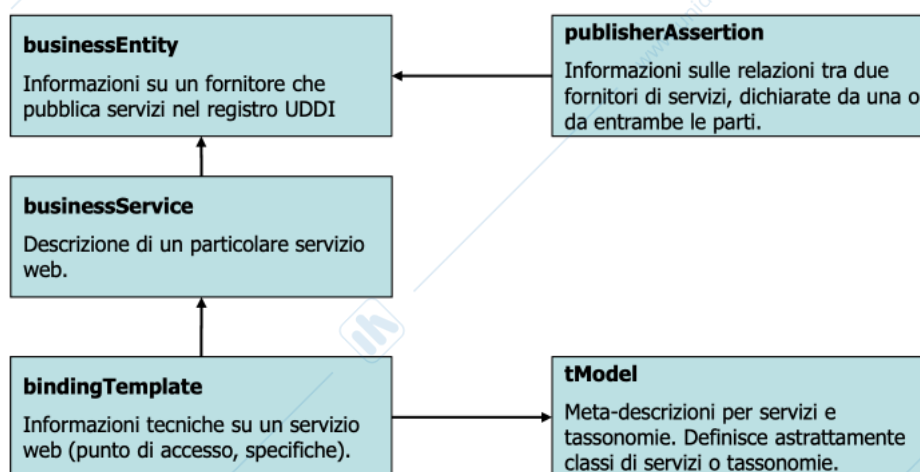 businessEntity
Informazioni su un fornitore che
pubblica servizi nel registro UDDI
publisherAssertion
Informazioni sulle relazioni tra due
fornitori di servizi, dichiarate da una o
da entrambe le parti.
businessService
Descrizione di un particolare servizio
web.
bindingTemplate
Informazioni tecniche su un servizio
web (punto di accesso, specifiche).
tModel
Meta-descrizioni per servizi e
tassonomie. Definisce astrattamente
classi di servizi o tassonomie.